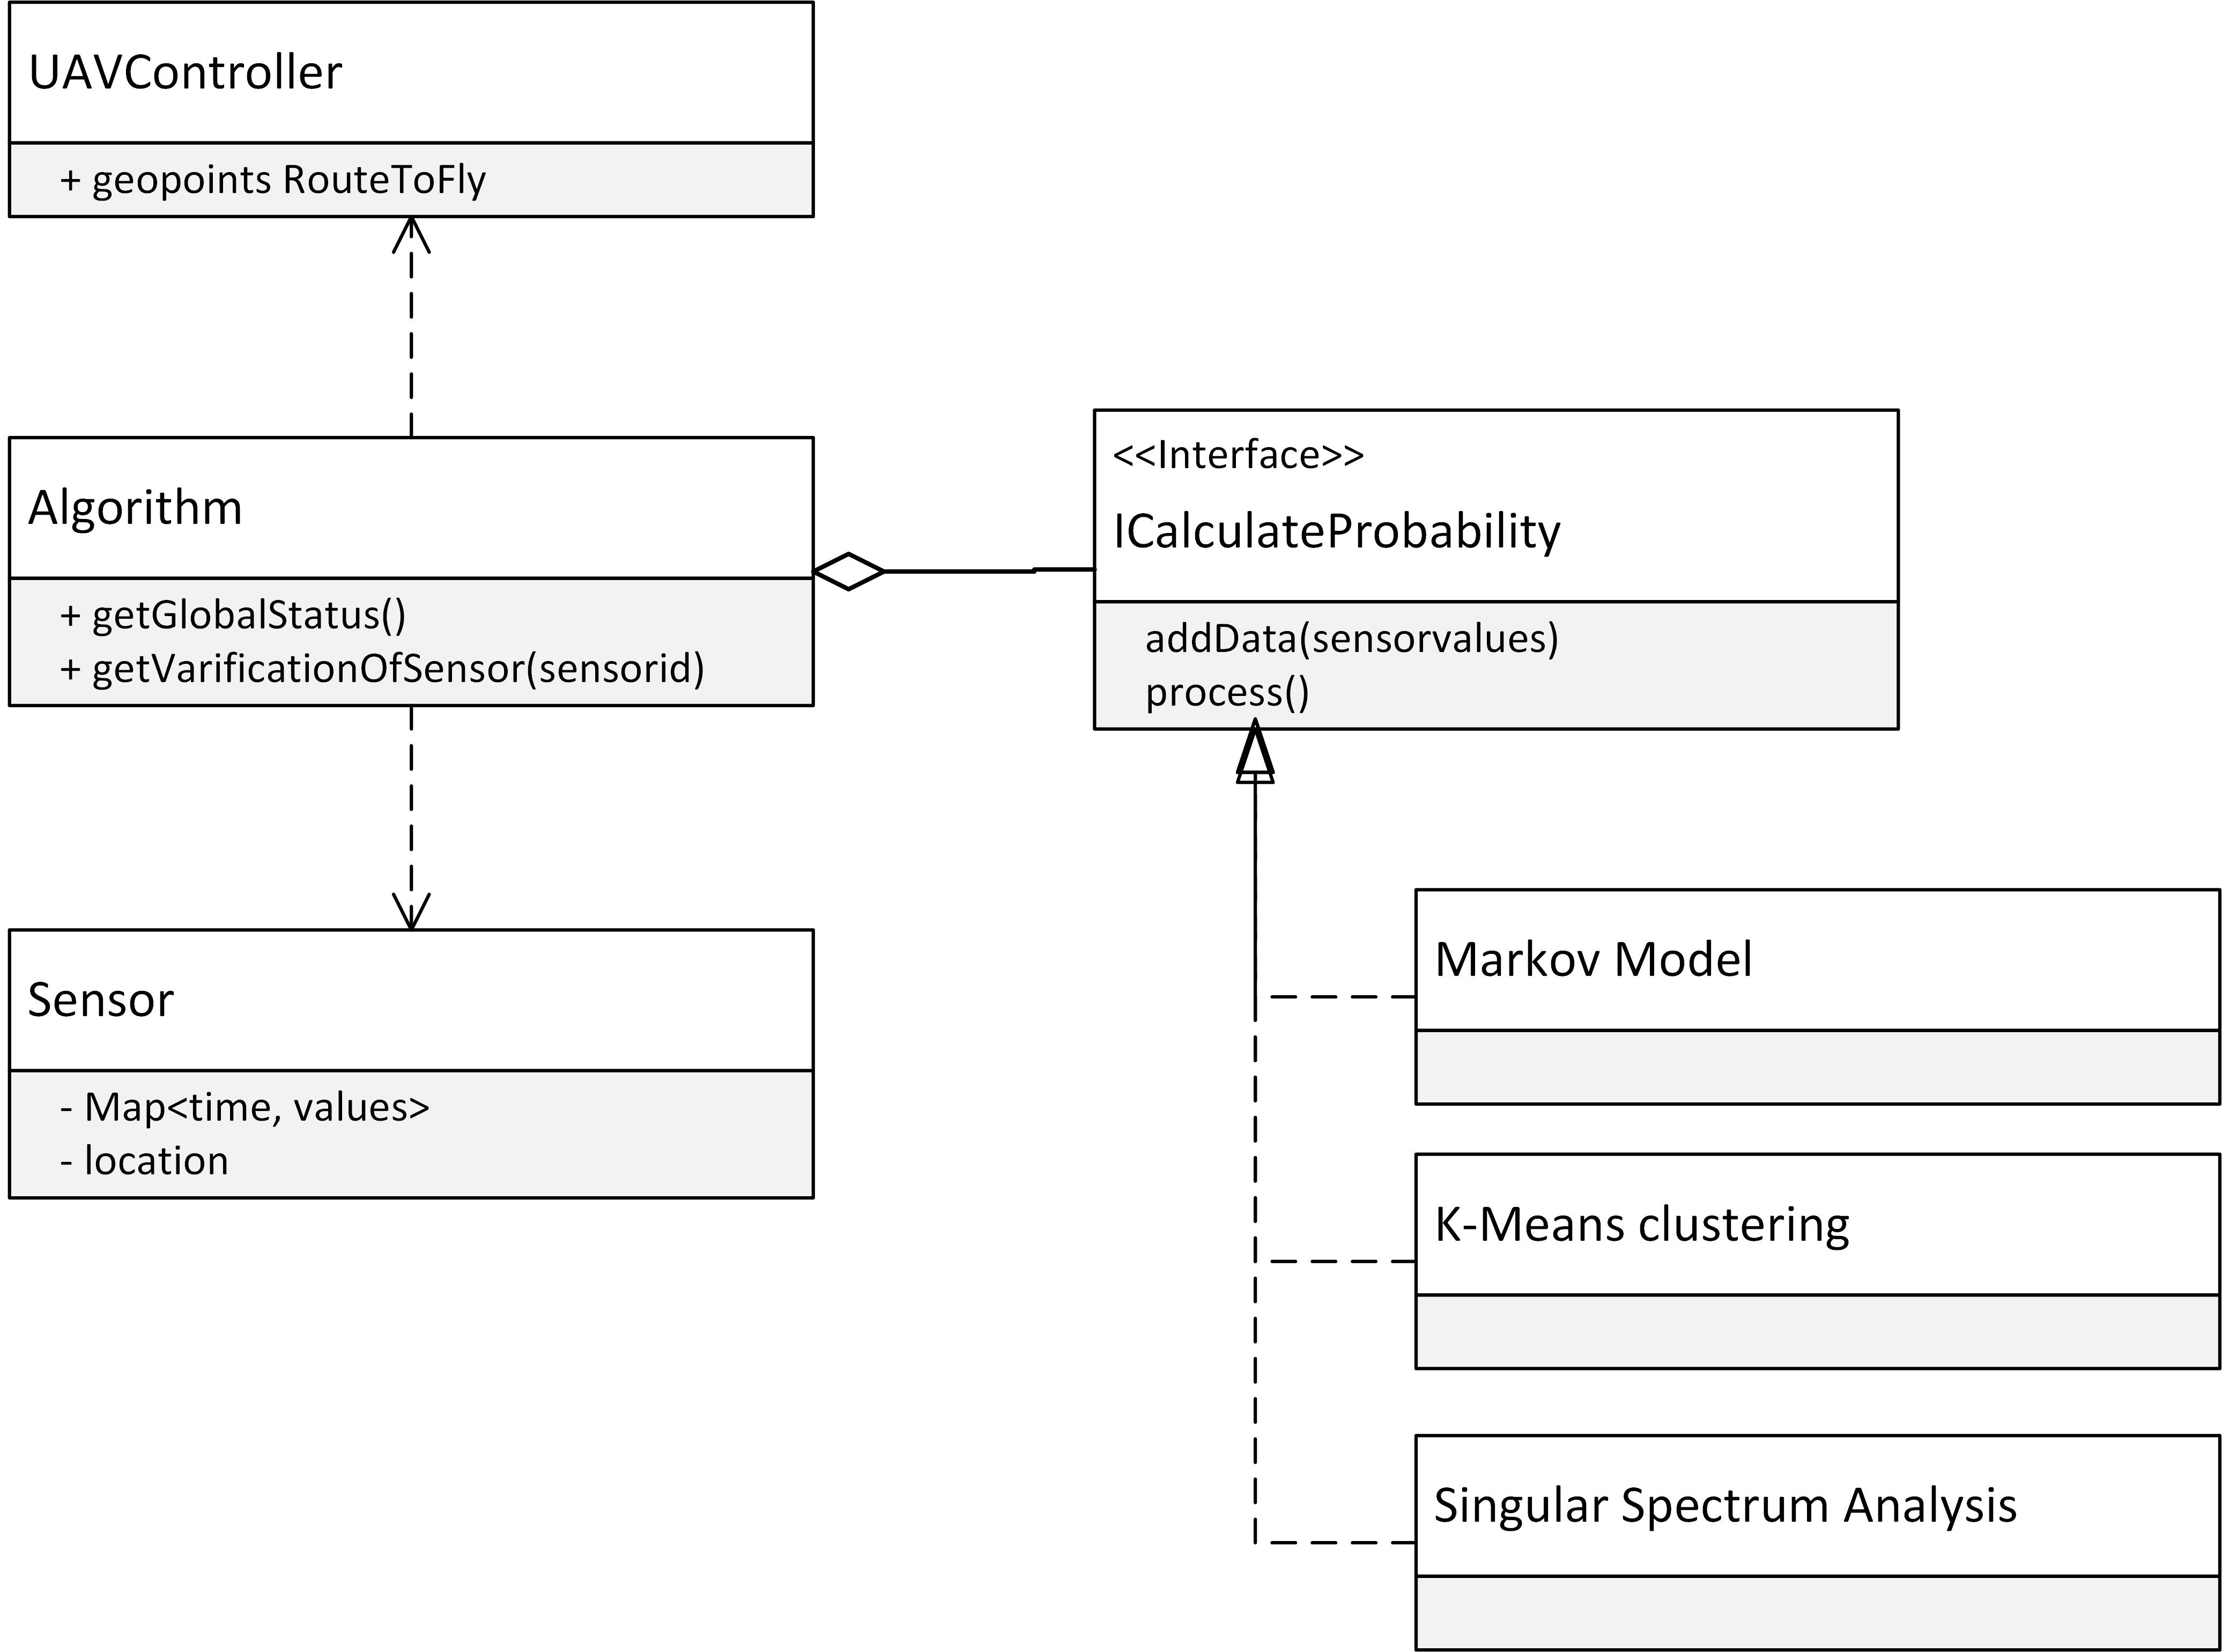 UAVController
+ geopoints RouteToFly
Algorithm
+ getGlobalStatus()
+ getVarificationOfSensor(sensorid)
<<Interface>>
ICalculateProbability
addData(sensorvalues)
process()
Sensor
- Map<time, values>
- location
Markov Model
K-Means clustering
Singular Spectrum Analysis